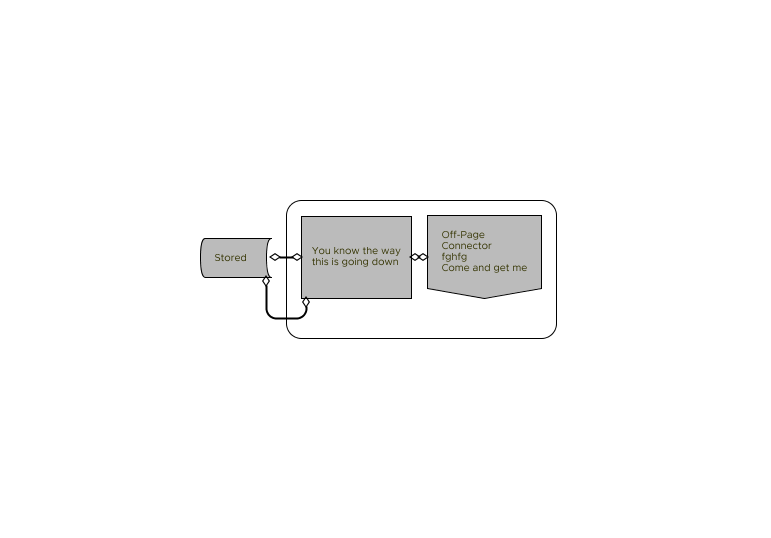 Stored
You know the way
this is going down
Off-Page
Connector
fghfg
Come and get me